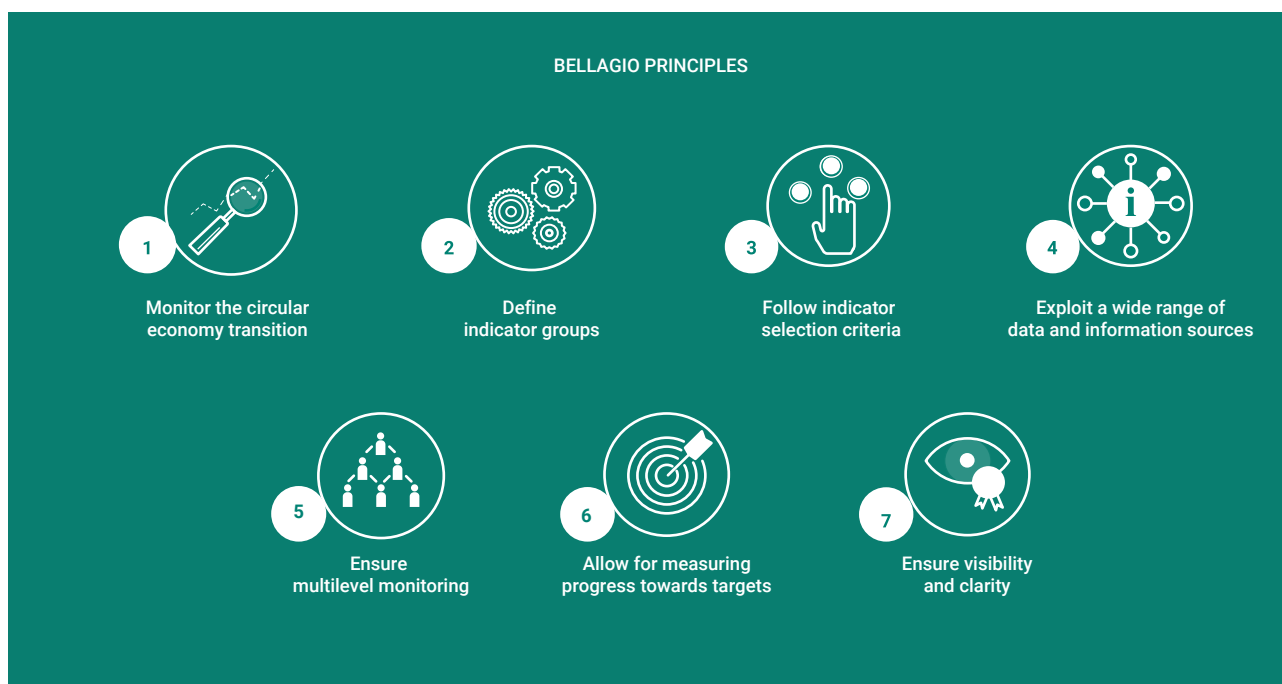 BELLAGIO PRINCIPLES
1
Monitor the circular
economy transition
2
Define
indicator groups
3
Follow indicator
selection criteria
i
4
Exploit a wide range of
data and information sources
5
Ensure
multilevel monitoring
6
Allow for measuring
progress towards targets
7
Ensure visibility
and clarity